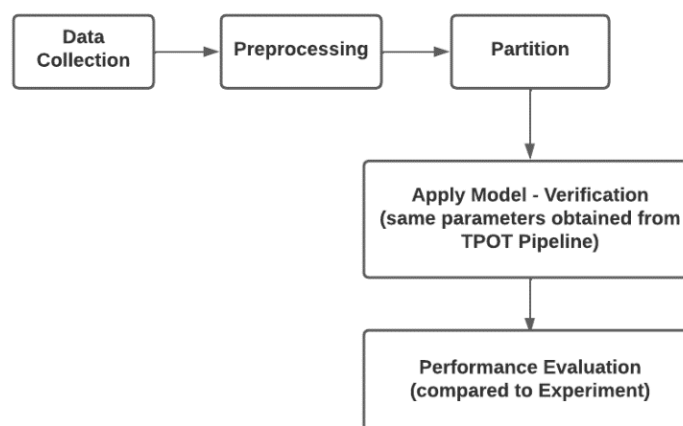 Data
Collection
Preprocessing
Partition
Apply Model - Verification
(same parameters obtained from
TPOT Pipeline)
Performance Evaluation
(compared to Experiment)